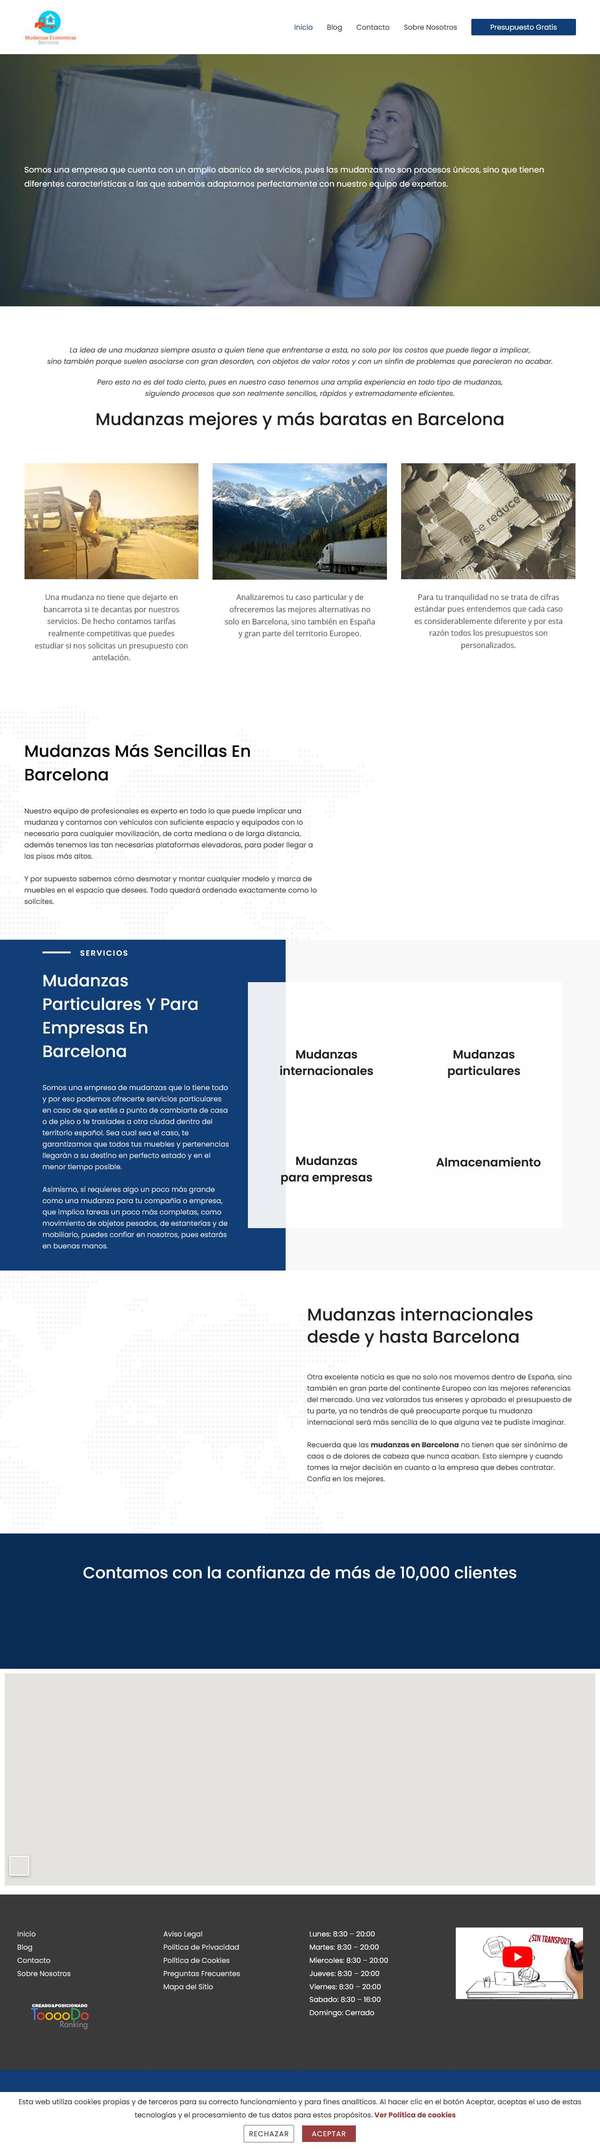 Mudanzas Económicas
Barcelona
Inicio
Blog
Contacto
Sobre Nosotros
Presupuesto Gratis
Somos una empresa que cuenta con un amplio abanico de servicios, pues las mudanzas no son procesos únicos, sino que tienen
diferentes características a las que sabemos adaptarnos perfectamente con nuestro equipo de expertos.
La idea de una mudanza siempre asusta a quien tiene que enfrentarse a esta, no solo por los costos que puede llegar a implicar,
sino también porque suelen asociarse con gran desorden, con objetos de valor rotos y con un sinfín de problemas que parecieran no acabar.
Pero esto no es del todo cierto, pues en nuestro caso tenemos una amplia experiencia en todo tipo de mudanzas,
siguiendo procesos que son realmente sencillos, rápidos y extremadamente eficientes.
Mudanzas mejores y más baratas en Barcelona
reuse reduce
Una mudanza no tiene que dejarte en
bancarrota si te decantas por nuestros
servicios. De hecho contamos tarifas
realmente competitivas que puedes
estudiar si nos solicitas un presupuesto con
antelación.
Analizaremos tu caso particular y de
ofreceremos las mejores alternativas no
solo en Barcelona, sino también en España
y gran parte del territorio Europeo.
Para tu tranquilidad no se trata de cifras
estándar pues entendemos que cada caso
es considerablemente diferente y por esta
razón todos los presupuestos son
personalizados.
Mudanzas Más Sencillas En
Barcelona
Nuestro equipo de profesionales es experto en todo lo que puede implicar una
mudanza y contamos con vehículos con suficiente espacio y equipados con lo
necesario para cualquier movilización, de corta mediana o de larga distancia,
además tenemos las tan necesarias plataformas elevadoras, para poder llegar a
los pisos más altos.
Y por supuesto sabemos cómo desmotar y montar cualquier modelo y marca de
muebles en el espacio que desees. Todo quedará ordenado exactamente como lo
solicites.
SERVICIOS
Mudanzas
Particulares Y Para
Empresas En
Barcelona
Somos una empresa de mudanzas que lo tiene todo
y por eso podemos ofrecerte servicios particulares
en caso de que estés a punto de cambiarte de casa
o de piso o te traslades a otra ciudad dentro del
territorio español. Sea cual sea el caso, te
garantizamos que todos tus muebles y pertenencias
llegarán a su destino en perfecto estado y en el
menor tiempo posible.
Asimismo, si requieres algo un poco más grande
como una mudanza para tu compañía o empresa,
que implica tareas un poco más completas, como
movimiento de objetos pesados, de estanterías y de
mobiliario, puedes confiar en nosotros, pues estarás
en buenas manos.
Mudanzas
internacionales
Mudanzas
particulares
Mudanzas
para empresas
Almacenamiento
Mudanzas internacionales
desde y hasta Barcelona
Otra excelente noticia es que no solo nos movemos dentro de España, sino
también en gran parte del continente Europeo con las mejores referencias
del mercado. Una vez valorados tus enseres y aprobado el presupuesto de
tu parte, ya no tendrás de qué preocuparte porque tu mudanza
internacional será más sencilla de lo que alguna vez te pudiste imaginar.
Recuerda que las mudanzas en Barcelona no tienen que ser sinónimo de
caos o de dolores de cabeza que nunca acaban. Esto siempre y cuando
tomes la mejor decisión en cuanto a la empresa que debes contratar.
Confía en los mejores.
Contamos con la confianza de más de 10,000 clientes
Inicio
Blog
Contacto
Sobre Nosotros
CREADO&POSICIONADO
TooooDo
Ranking
Aviso Legal
Política de Privacidad
Política de Cookies
Preguntas Frecuentes
Mapa del Sitio
Lunes: 8:30 – 20:00
Martes: 8:30 – 20:00
Miercoles: 8:30 – 20:00
Jueves: 8:30 – 20:00
Viernes: 8:30 – 20:00
Sabado: 8:30 – 16:00
Domingo: Cerrado
¿SIN TRANSPORTE
Esta web utiliza cookies propias y de terceros para su correcto funcionamiento y para fines analíticos. Al hacer clic en el botón Aceptar, aceptas el uso de estas
tecnologías y el procesamiento de tus datos para estos propósitos. Ver Política de cookies
RECHAZAR
ACEPTAR